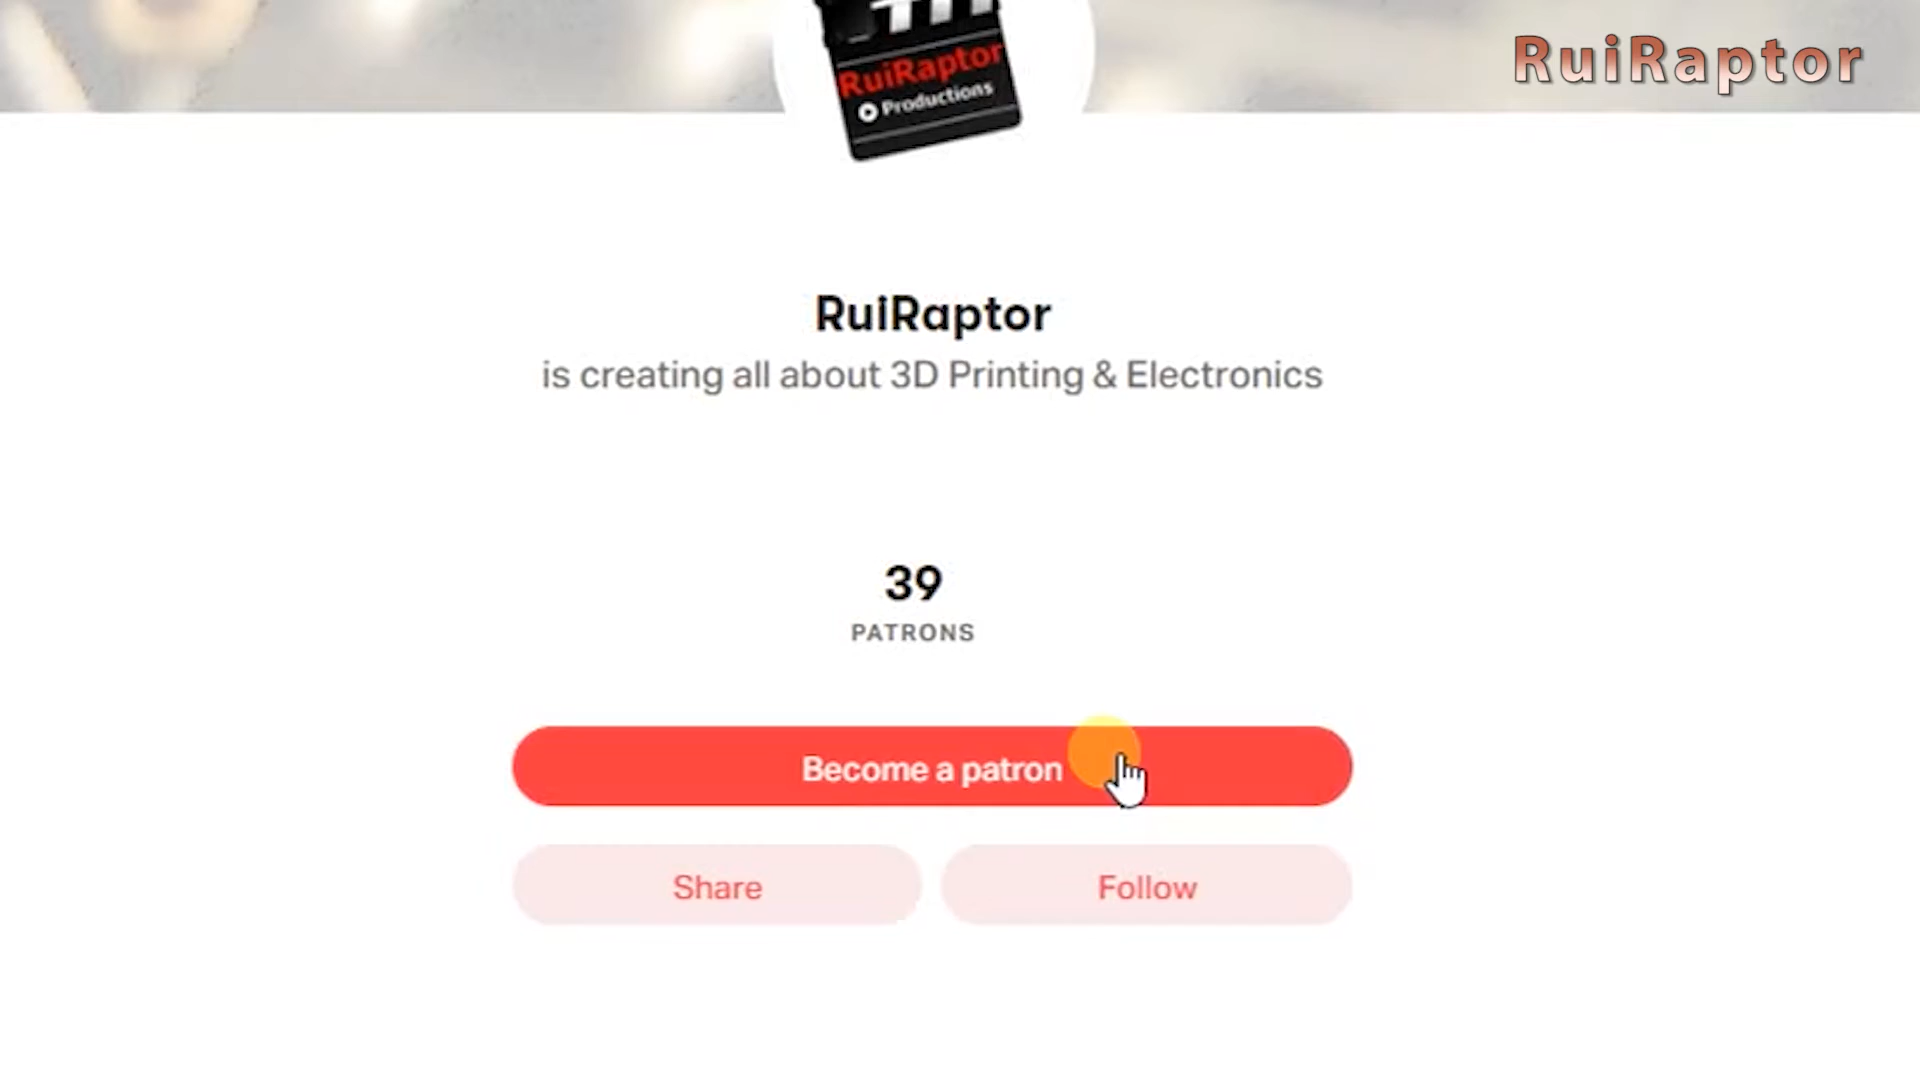 RuiRaptor
RuiRaptor
Productions
RuiRaptor
is creating all about 3D Printing & Electronics
39
PATRONS
Become a patron
Share
Follow